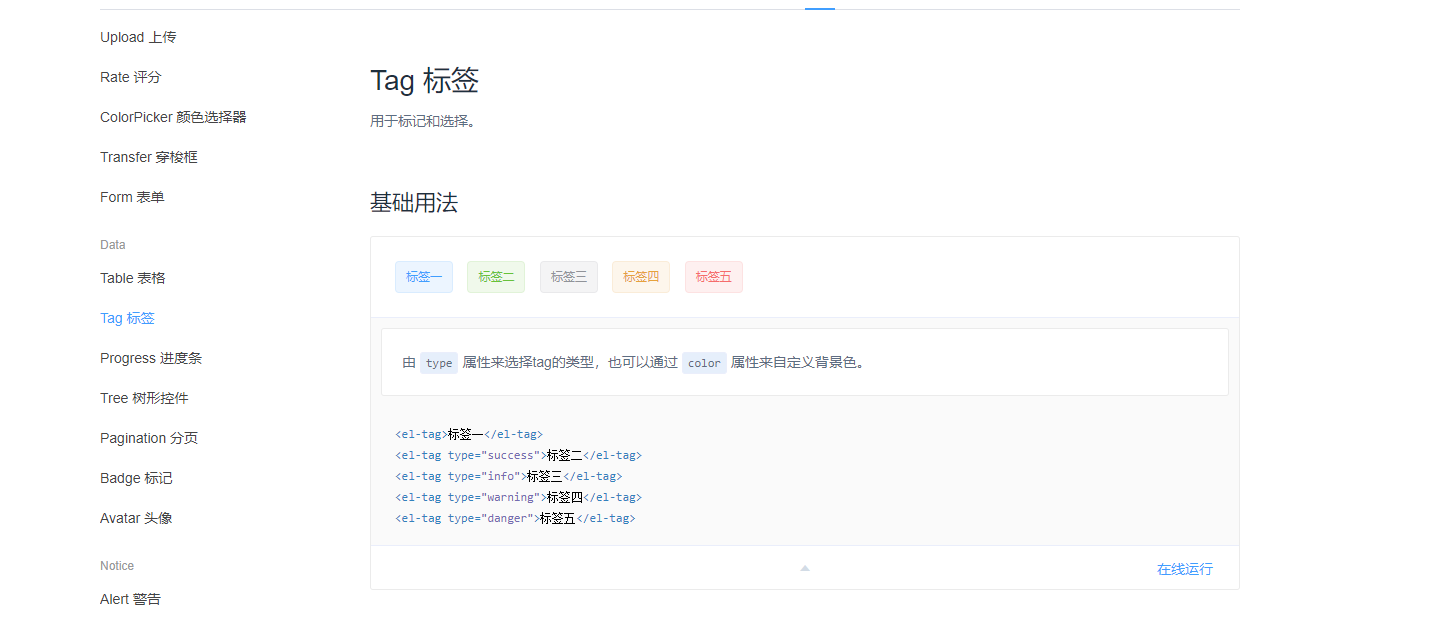 Upload 上传
Rate 评分
ColorPicker 颜色选择器
Transfer 穿梭框
Form 表单
Data
Table 表格
Tag 标签
Progress 进度条
Tree 树形控件
Pagination 分页
Badge 标记
Avatar 头像
Notice
Alert 警告
Tag 标签
用于标记和选择。
基础用法
标签一 标签二 标签三 标签四 标签五
由 type 属性来选择tag的类型，也可以通过 color 属性来自定义背景色。
<el-tag>标签一</el-tag>
<el-tag type="success">标签二</el-tag>
<el-tag type="info">标签三</el-tag>
<el-tag type="warning">标签四</el-tag>
<el-tag type="danger">标签五</el-tag>
在线运行